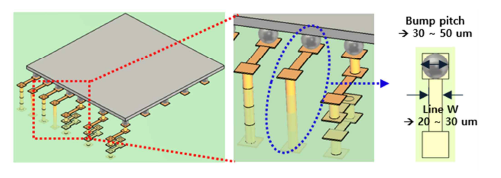 Bump pitch
→ 30 ~ 50 um
Line W
→ 20 ~ 30 um